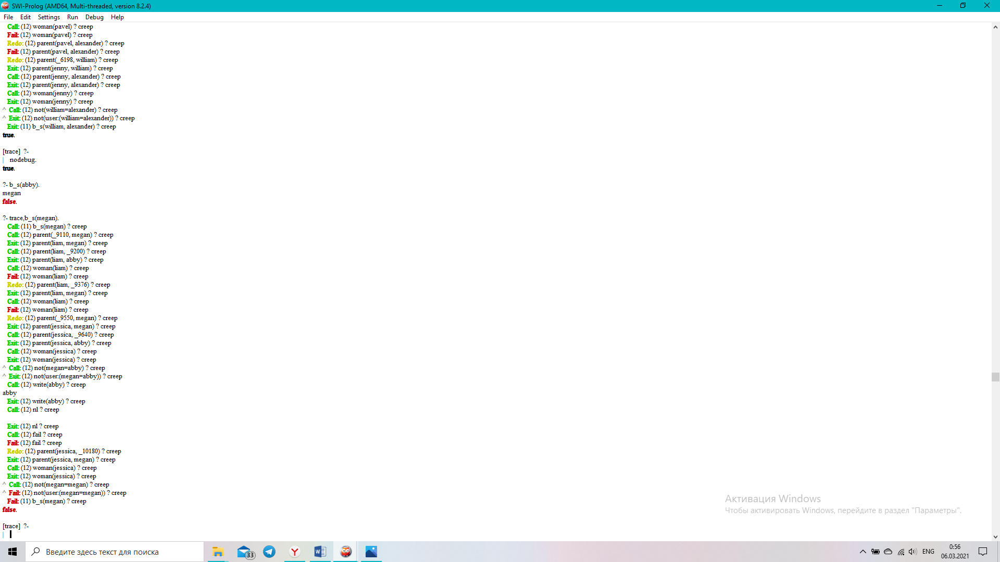 SWI-Prolog (AMD64, Multi-threaded, version 8.2.4)
File Edit Settings Run Debug Help
Call: (12) woman(pavel) ? creep
Fail: (12) woman(pavel) ? creep
Redo: (12) parent(pavel, alexander) ? creep
Fail: (12) parent(pavel, alexander) ? creep
Redo: (12) parent(_6198, william) ? creep
Exit: (12) parent(jenny, william) ? creep
Call: (12) parent(jenny, alexander) ? creep
Exit: (12) parent(jenny, alexander) ? creep
Call: (12) woman(jenny) ? creep
Exit: (12) woman(jenny) ? creep
^ Call: (12) not(william=alexander) ? creep
^ Exit: (12) not(user:(william=alexander)) ? creep
Exit: (11) b_s(william, alexander) ? creep
true.
[trace] ?-
| nodebug.
true.
?- b_s(abby).
megan
false.
?- trace,b_s(megan).
Call: (11) b_s(megan) ? creep
Call: (12) parent(_9110, megan) ? creep
Exit: (12) parent(liam, megan) ? creep
Call: (12) parent(liam, _9200) ? creep
Exit: (12) parent(liam, abby) ? creep
Call: (12) woman(liam) ? creep
Fail: (12) woman(liam) ? creep
Redo: (12) parent(liam, _9376) ? creep
Exit: (12) parent(liam, megan) ? creep
Call: (12) woman(liam) ? creep
Fail: (12) woman(liam) ? creep
Redo: (12) parent(_9550, megan) ? creep
Exit: (12) parent(jessica, megan) ? creep
Call: (12) parent(jessica, _9640) ? creep
Exit: (12) parent(jessica, abby) ? creep
Call: (12) woman(jessica) ? creep
Exit: (12) woman(jessica) ? creep
^ Call: (12) not(megan=abby) ? creep
^ Exit: (12) not(user:(megan=abby)) ? creep
Call: (12) write(abby) ? creep
abby
Exit: (12) write(abby) ? creep
Call: (12) nl ? creep
Exit: (12) nl ? creep
Call: (12) fail ? creep
Fail: (12) fail ? creep
Redo: (12) parent(jessica, _10180) ? creep
Exit: (12) parent(jessica, megan) ? creep
Call: (12) woman(jessica) ? creep
Exit: (12) woman(jessica) ? creep
^ Call: (12) not(megan=megan) ? creep
^ Fail: (12) not(user:(megan=megan)) ? creep
Fail: (11) b_s(megan) ? creep
false.
[trace] ?-
|
Активация Windows
Чтобы активировать Windows, перейдите в раздел "Параметры".
Введите здесь текст для поиска
33
ENG
0:56
06.03.2021